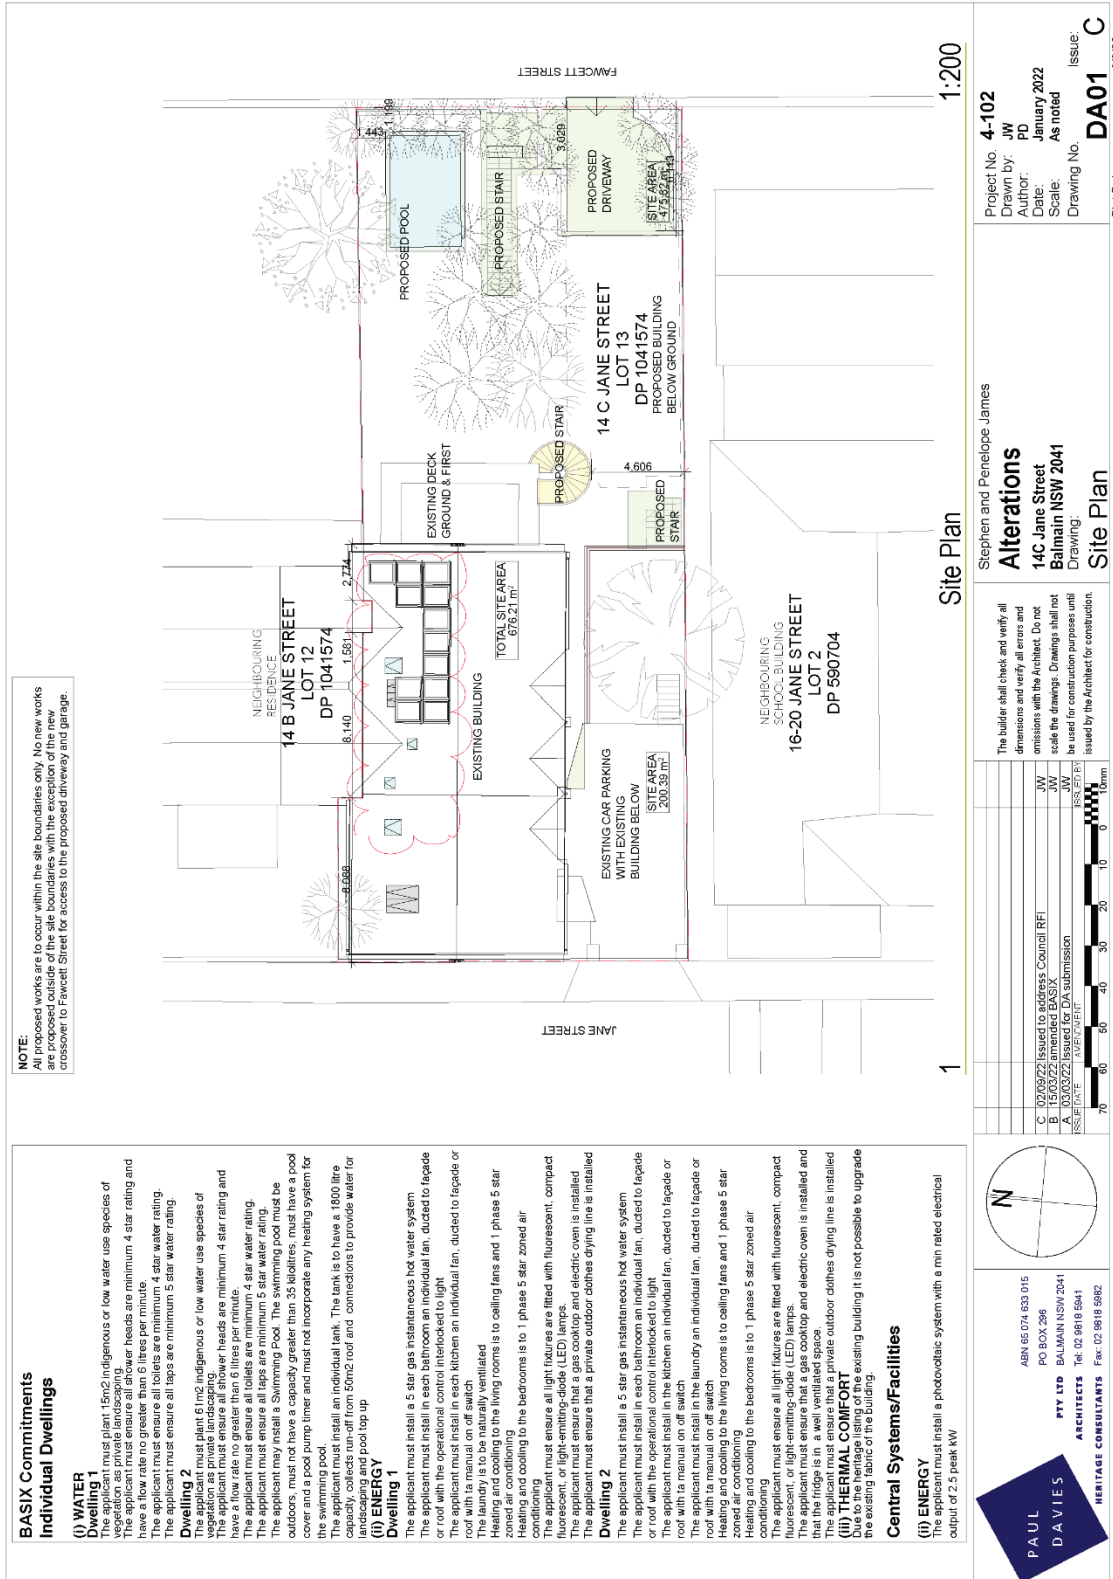 BASIX Commitments
Individual Dwellings
(i) WATER
Dwelling 1
The applicant must plant 15m2 indigenous or low water use species of
vegetation as private landscaping.
The applicant must ensure all shower heads are minimum 4 star rating and
have a flow rate no greater than 6 litres per minute.
The applicant must ensure all toilets are minimum 4 star water rating.
The applicant must ensure all taps are minimum 5 star water rating.
Dwelling 2
The applicant must plant 61m2 indigenous or low water use species of
vegetation as private landscaping.
The applicant must ensure all shower heads are minimum 4 star rating and
have a flow rate no greater than 6 litres per minute.
The applicant must ensure all toilets are minimum 4 star water rating.
The applicant must ensure all taps are minimum 5 star water rating.
The applicant may install a Swimming Pool. The swimming pool must be
outdoors, must not have a capacity greater than 35 kilolitres, must have a pool
cover and a pool pump timer and must not incorporate any heating system for
the swimming pool.
The applicant must install an individual tank. The tank is to have a 1800 litre
capacity, collects run-off from 50m2 roof and connections to provide water for
landscaping and pool top up
(ii) ENERGY
Dwelling 1
The applicant must install a 5 star gas instantaneous hot water system
The applicant must install in each bathroom an individual fan, ducted to façade
or roof with the operational control interlocked to light
The applicant must install in each kitchen an individual fan, ducted to façade or
roof with ta manual on off switch
The laundry is to be naturally ventilated
Heating and cooling to the living rooms is to ceiling fans and 1 phase 5 star
zoned air conditioning
Heating and cooling to the bedrooms is to 1 phase 5 star zoned air
conditioning
The applicant must ensure all light fixtures are fitted with fluorescent, compact
fluorescent, or light-emitting-diode (LED) lamps.
The applicant must ensure that a gas cooktop and electric oven is installed
The applicant must ensure that a private outdoor clothes drying line is installed
Dwelling 2
The applicant must install a 5 star gas instantaneous hot water system
The applicant must install in each bathroom an individual fan, ducted to façade
or roof with the operational control interlocked to light
The applicant must install in the kitchen an individual fan, ducted to façade or
roof with ta manual on off switch
The applicant must install in the laundry an individual fan, ducted to façade or
roof with ta manual on off switch
Heating and cooling to the living rooms is to ceiling fans and 1 phase 5 star
zoned air conditioning
Heating and cooling to the bedrooms is to 1 phase 5 star zoned air
conditioning
The applicant must ensure all light fixtures are fitted with fluorescent, compact
fluorescent, or light-emitting-diode (LED) lamps.
The applicant must ensure that a gas cooktop and electric oven is installed and
that the fridge is in a well ventilated space.
The applicant must ensure that a private outdoor clothes drying line is installed
(iii) THERMAL COMFORT
Due to the heritage listing of the existing building it is not possible to upgrade
the existing fabric of the building.
Central Systems/Facilities
(ii) ENERGY
The applicant must install a photovoltaic system with a min rated electrical
output of 2.5 peak kW
NOTE:
All proposed works are to occur within the site boundaries only. No new works
are proposed outside of the site boundaries with the exception of the new
crossover to Fawcett Street for access to the proposed driveway and garage.
NEIGHBOURING
RESIDENCE
14 B JANE STREET
LOT 12
DP 1041574
8.088
8.140
1.581
2.774
EXISTING BUILDING
TOTAL SITE AREA
676.21 m²
EXISTING DECK
GROUND & FIRST
PROPOSED POOL
1.443
1.199
PROPOSED STAIR
3.029
PROPOSED
DRIVEWAY
SITE AREA
475.82 m²
PROPOSED STAIR
14 C JANE STREET
LOT 13
DP 1041574
PROPOSED BUILDING
BELOW GROUND
4.606
PROPOSED
STAIR
EXISTING CAR PARKING
WITH EXISTING
BUILDING BELOW
SITE AREA
200.39 m²
NEIGHBOURING
SCHOOL BUILDING
16-20 JANE STREET
LOT 2
DP 590704
JANE STREET
FAWCETT STREET
1
Site Plan
1:200
PAUL
DAVIES
PTY LTD
ARCHITECTS
HERITAGE CONSULTANTS
ABN 65 074 633 015
PO BOX 296
BALMAIN NSW 2041
Tel: 02 9818 5941
Fax: 02 9818 5982
N
C 02/09/22 Issued to address Council RFI JW
B 15/03/22 amended BASIX JW
A 03/03/22 Issued for DA submission JW
ISSUE DATE AMENDMENT ISSUED BY
70 60 50 40 30 20 10mm
0
The builder shall check and verify all
dimensions and verify all errors and
omissions with the Architect. Do not
scale the drawings. Drawings shall not
be used for construction purposes until
issued by the Architect for construction.
Stephen and Penelope James
Alterations
14C Jane Street
Balmain NSW 2041
Drawing:
Site Plan
Project No. 4-102
Drawn by: JW
Author: PD
Date: January 2022
Scale: As noted
Drawing No. Issue:
DA01 C